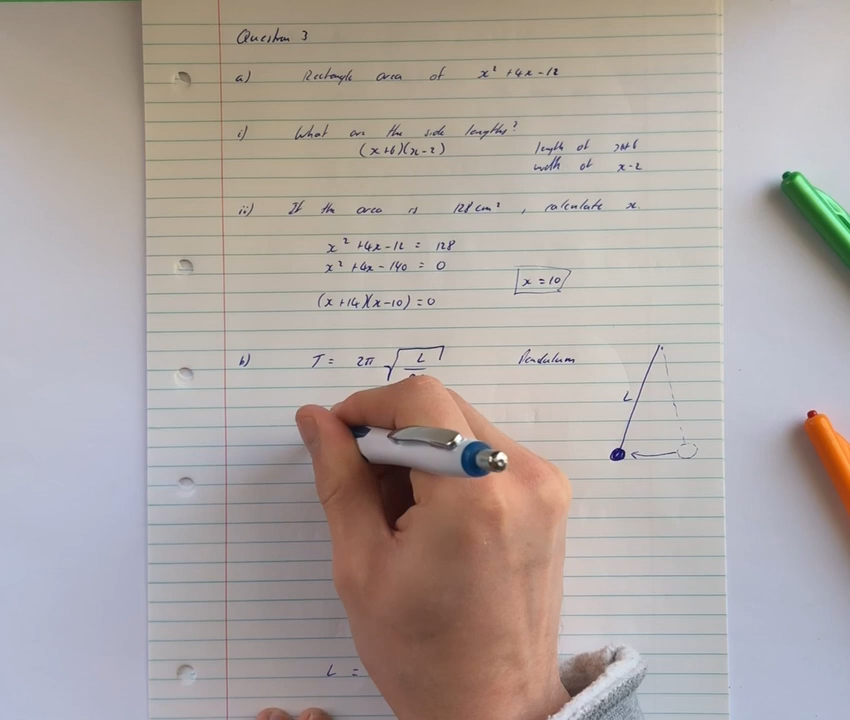 Question 3
a) Rectangle area of x² + 4x - 12
i) What are the side lengths?
(x+6)(x-2) length of x+6
width of x-2
ii) If the area is 128cm², calculate x.
x² + 4x - 12 = 128
x² + 4x - 140 = 0
x = 10
(x+14)(x-10) = 0
b) T = 2π √L Pendulum
L
L =